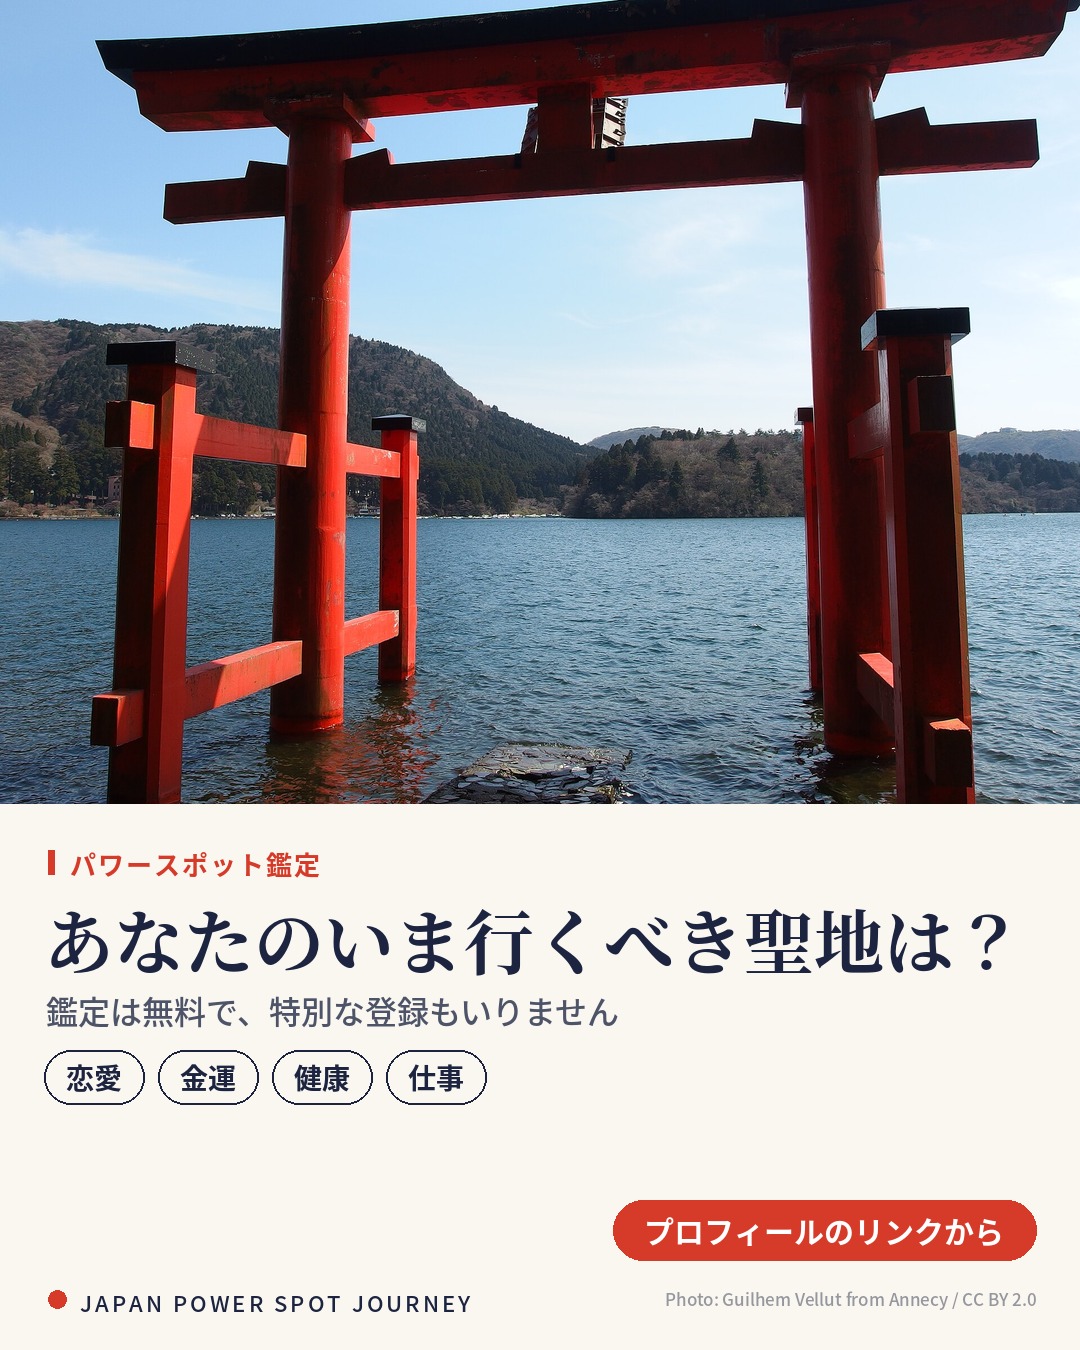 パワースポット鑑定
あなたのいま行くべき聖地は？
鑑定は無料で、特別な登録もいりません
恋愛 金運 健康 仕事
プロフィールのリンクから
JAPAN POWER SPOT JOURNEY
Photo: Guilhem Vellut from Annecy / CC BY 2.0